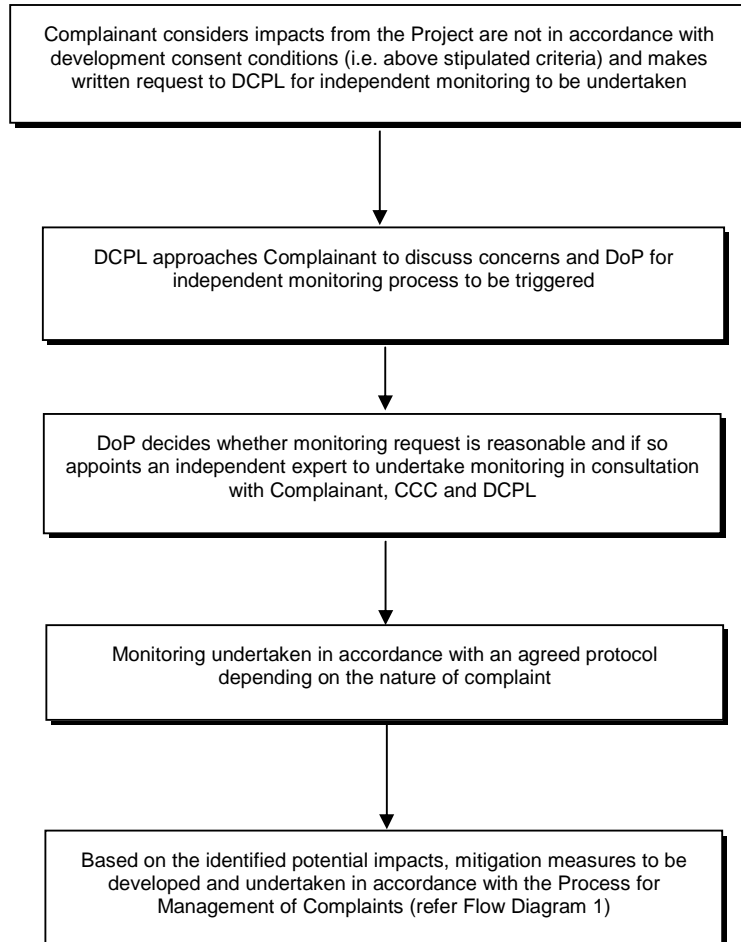 Complainant considers impacts from the Project are not in accordance with
development consent conditions (i.e. above stipulated criteria) and makes
written request to DCPL for independent monitoring to be undertaken
DCPL approaches Complainant to discuss concerns and DoP for
independent monitoring process to be triggered
DoP decides whether monitoring request is reasonable and if so
appoints an independent expert to undertake monitoring in consultation
with Complainant, CCC and DCPL
Monitoring undertaken in accordance with an agreed protocol
depending on the nature of complaint
Based on the identified potential impacts, mitigation measures to be
developed and undertaken in accordance with the Process for
Management of Complaints (refer Flow Diagram 1)